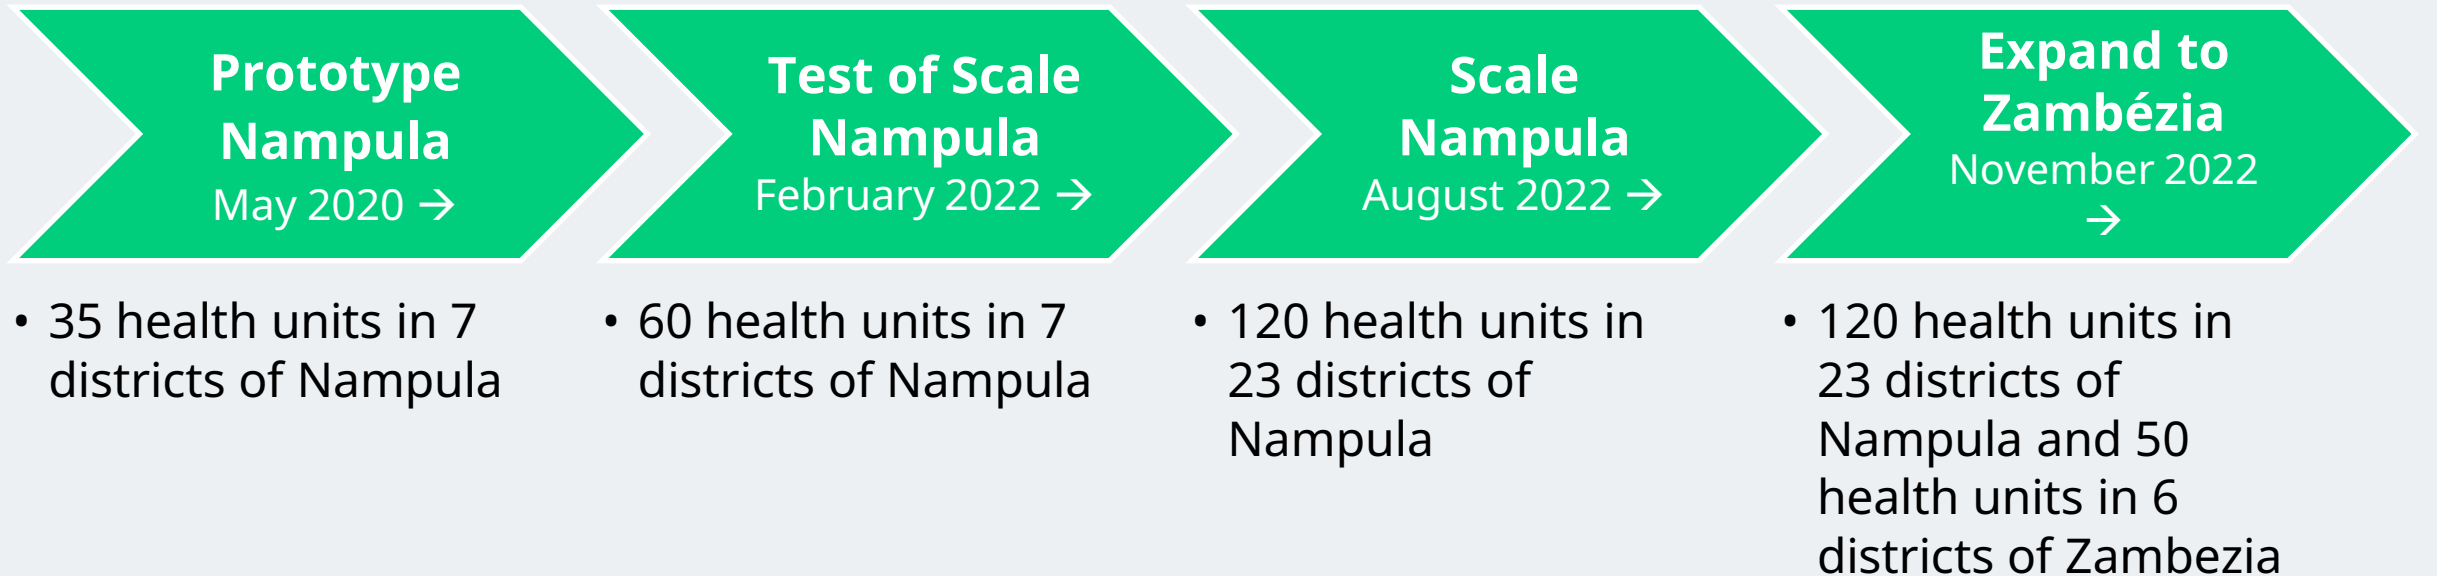 Prototype
Nampula
May 2020 →
Test of Scale
Nampula
February 2022 →
Scale
Nampula
August 2022 →
Expand to
Zambézia
November 2022
→
• 35 health units in 7
districts of Nampula
• 60 health units in 7
districts of Nampula
• 120 health units in
23 districts of
Nampula
• 120 health units in
23 districts of
Nampula and 50
health units in 6
districts of Zambezia